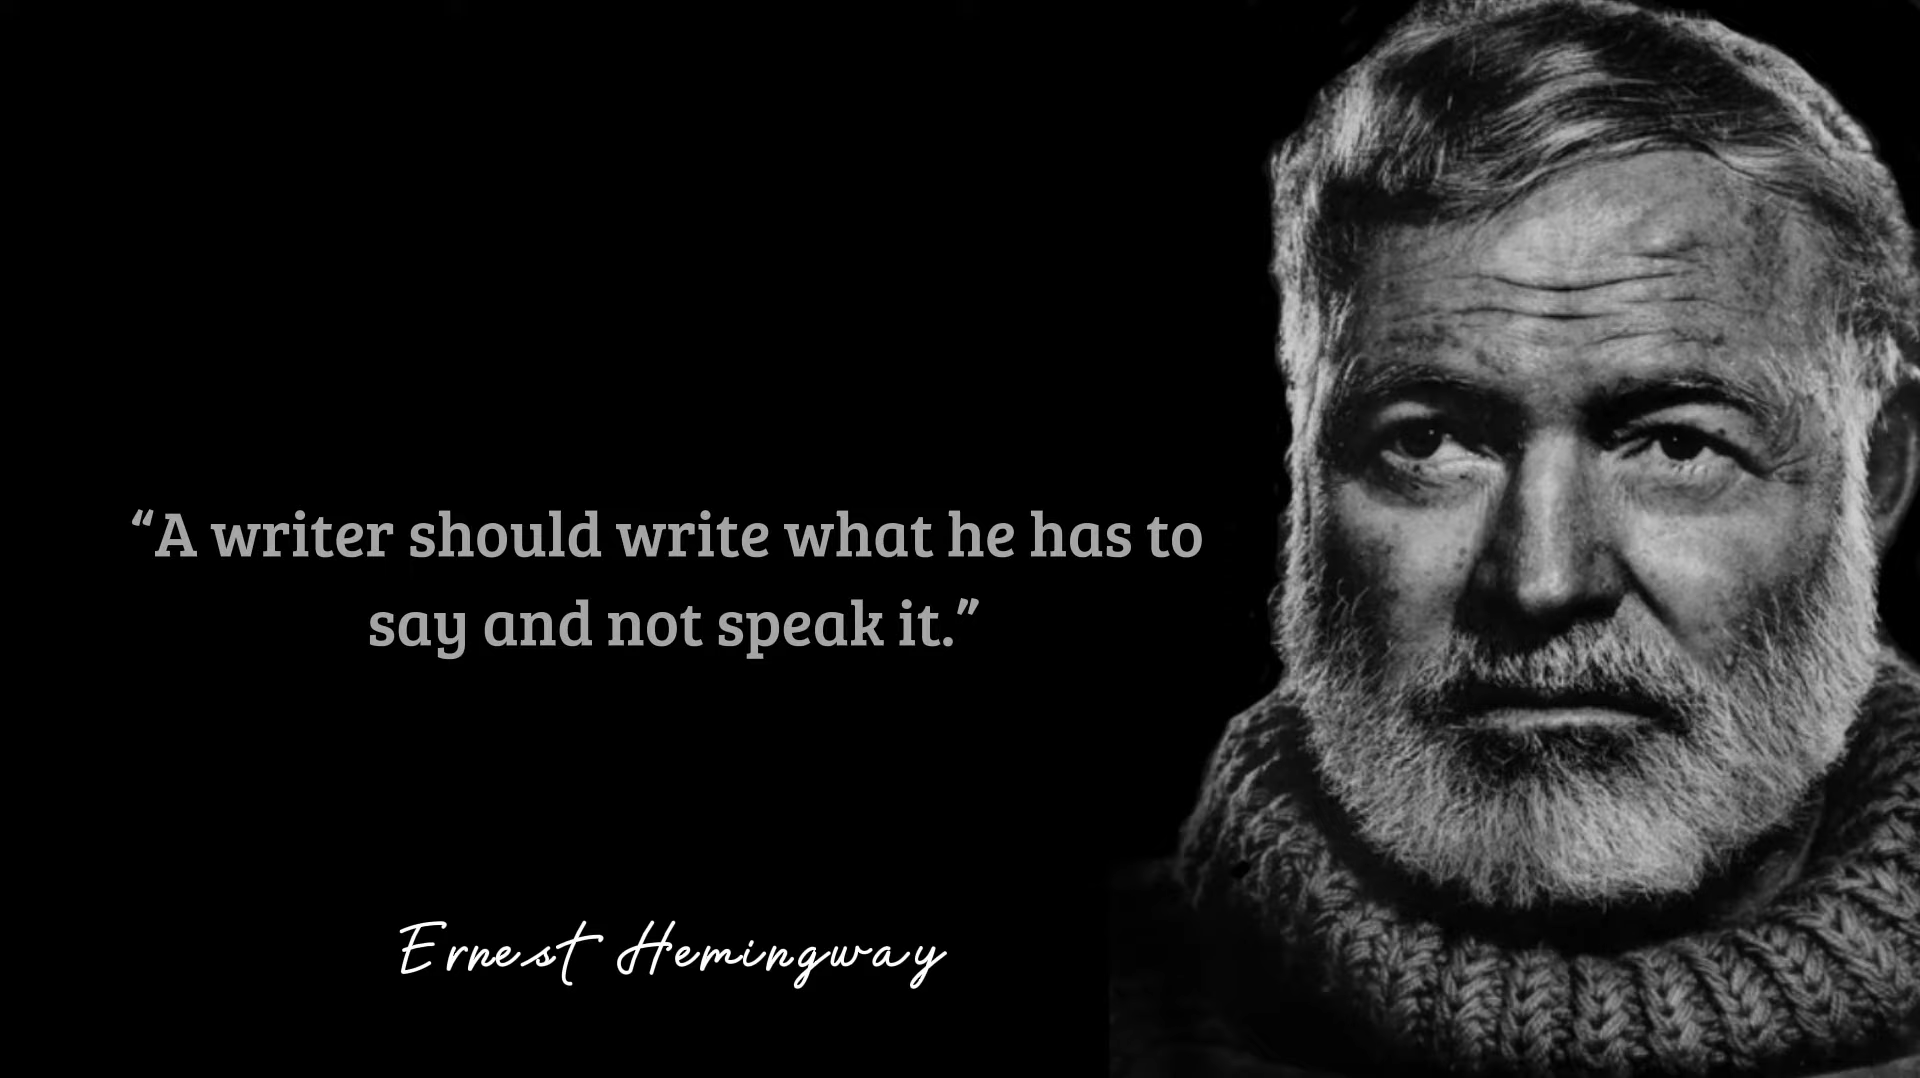 “A writer should write what he has to
say and not speak it.”
Ernest Hemingway